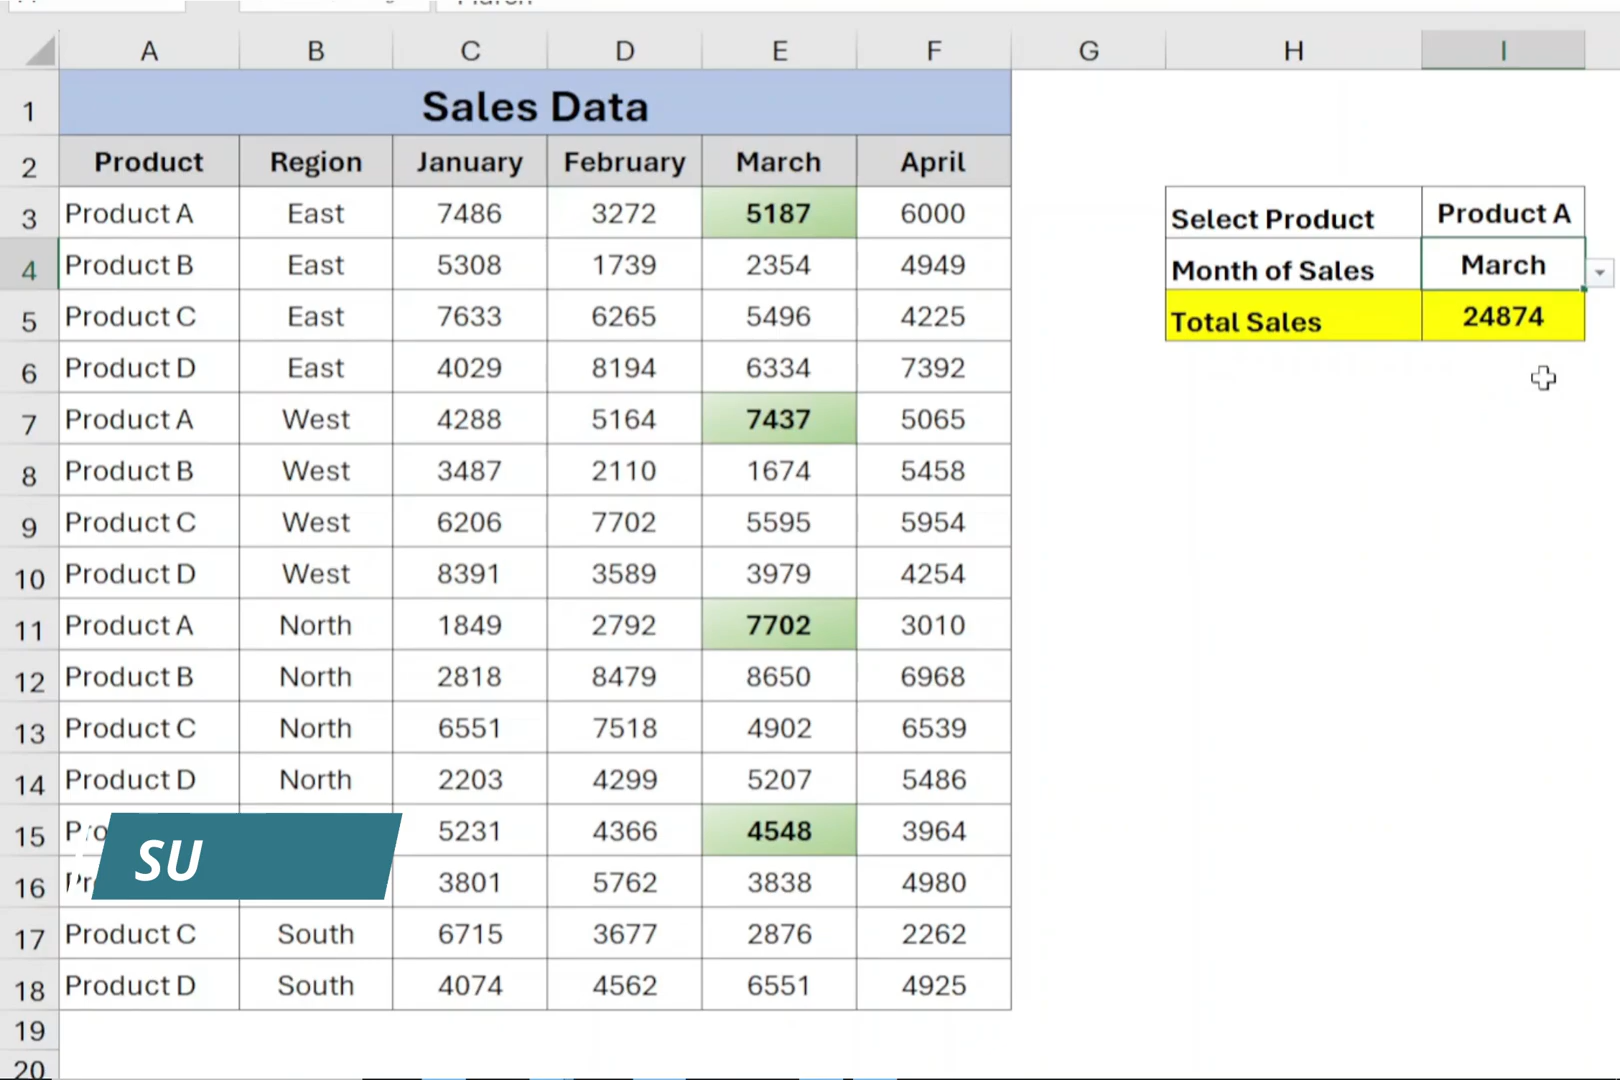 A B C D E F G H I
1 Sales Data
2 Product Region January February March April
3 Product A East 7486 3272 5187 6000 Select Product Product A
4 Product B East 5308 1739 2354 4949 Month of Sales March
5 Product C East 7633 6265 5496 4225 Total Sales 24874
6 Product D East 4029 8194 6334 7392
7 Product A West 4288 5164 7437 5065
8 Product B West 3487 2110 1674 5458
9 Product C West 6206 7702 5595 5954
10 Product D West 8391 3589 3979 4254
11 Product A North 1849 2792 7702 3010
12 Product B North 2818 8479 8650 6968
13 Product C North 6551 7518 4902 6539
14 Product D North 2203 4299 5207 5486
15 5231 4366 4548 3964
SU
16 3801 5762 3838 4980
17 Product C South 6715 3677 2876 2262
18 Product D South 4074 4562 6551 4925
19
20